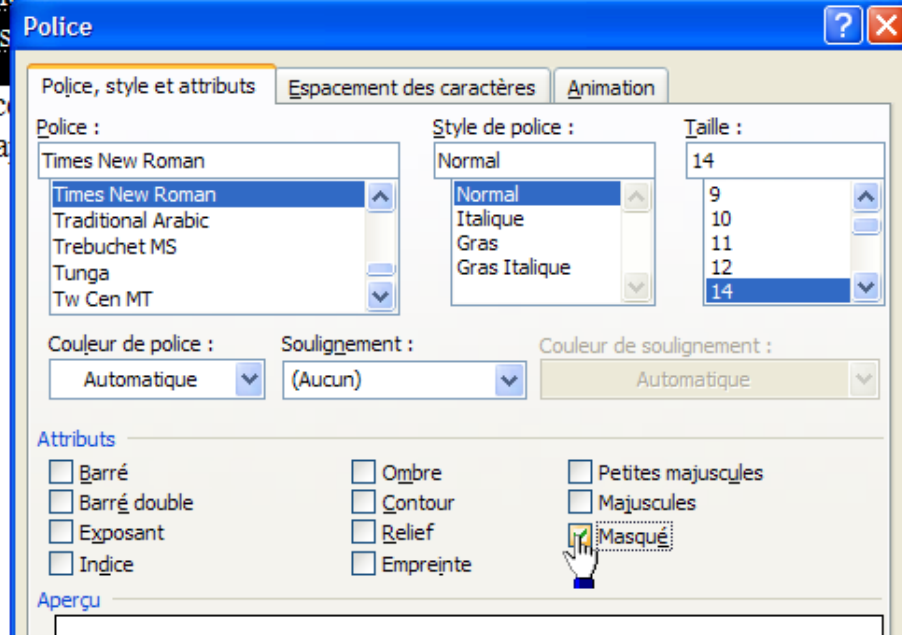 Police
Police, style et attributs Espacement des caractères Animation
Police : Style de police : Taille :
Times New Roman Normal 14
Times New Roman Normal 9
Traditional Arabic Italique 10
Trebuchet MS Gras 11
Tunga Gras Italique 12
Tw Cen MT 14
Couleur de police : Soulignement : Couleur de soulignement :
Automatique (Aucun) Automatique
Attributs
Barré Ombre Petites majuscules
Barré double Contour Majuscules
Exposant Relief Masqué
Indice Empreinte
Aperçu